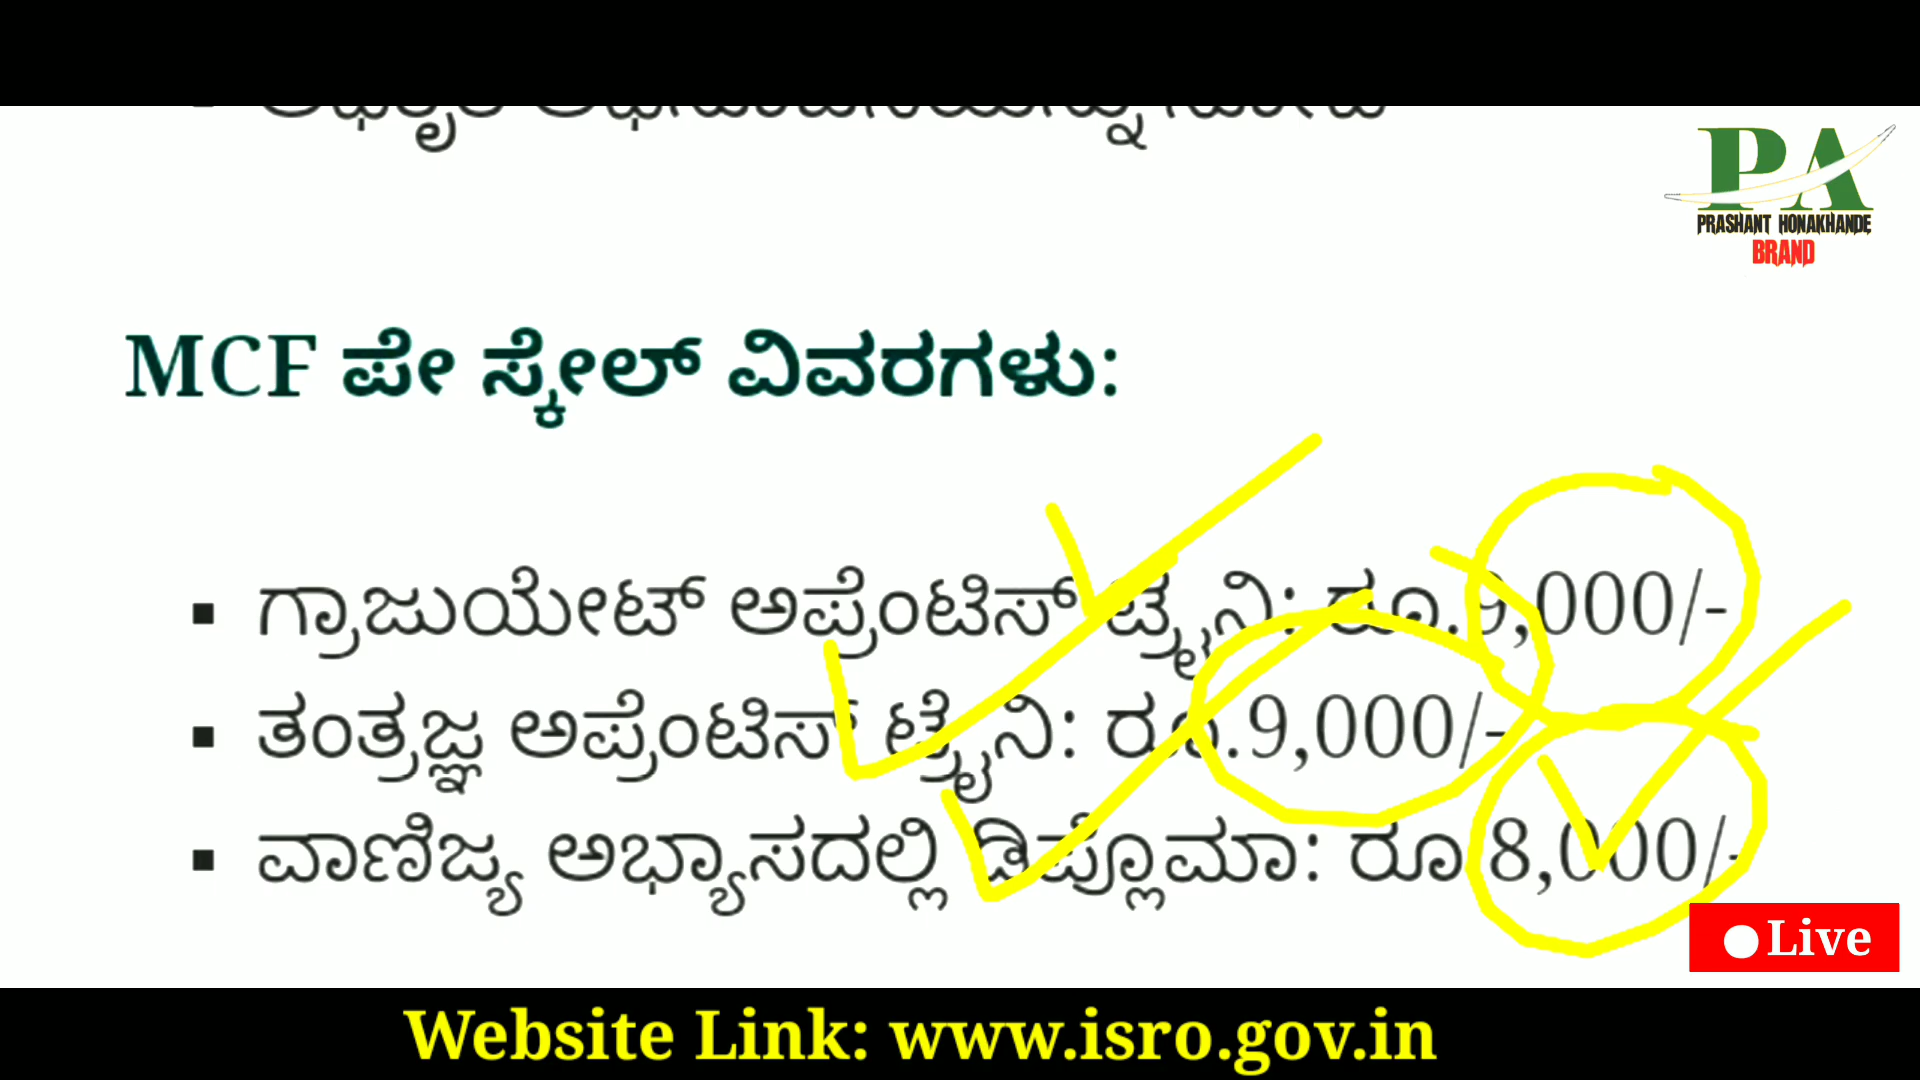 PA
PRASHANT HONAKHANDE
BRAND
MCF ಪೇ ಸ್ಕೇಲ್ ವಿವರಗಳು:
▪ ಗ್ರಾಜುಯೇಟ್ ಅಪ್ರೆಂಟಿಸ್ ಟ್ರೈನಿ: ರೂ.9,000/-
▪ ತಂತ್ರಜ್ಞ ಅಪ್ರೆಂಟಿಸ್ ಟ್ರೈನಿ: ರೂ.9,000/-
▪ ವಾಣಿಜ್ಯ ಅಭ್ಯಾಸದಲ್ಲಿ ಡಿಪ್ಲೊಮಾ: ರೂ.8,000/-
Live
Website Link: www.isro.gov.in